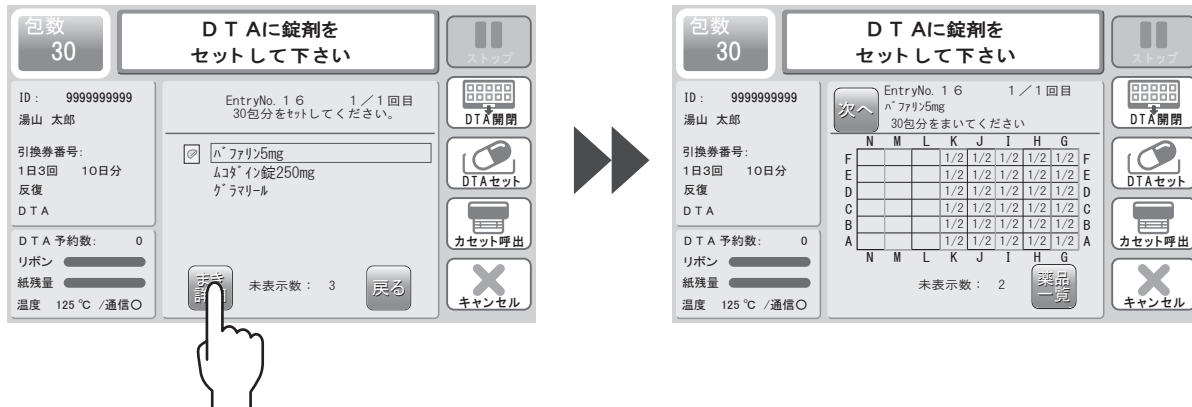 包数
30
ＤＴＡに錠剤を
セットして下さい
ストップ
ID： 9999999999
湯山 太郎
引換券番号：
1日3回 10日分
反復
ＤＴＡ
ＤＴＡ予約数： 0
リボン
紙残量
温度 125℃ /通信〇
EntryNo. １６ １／１回目
30包分をｾｯﾄしてください。
ﾊﾞﾌｧﾘﾝ5mg
ﾑｺﾀﾞｲﾝ錠250mg
ｸﾞﾗﾏﾘｰﾙ
未表示数： 3
戻る
DTA開閉
DTAセット
カセット呼出
キャンセル
包数
30
ＤＴＡに錠剤を
セットして下さい
ストップ
ID： 9999999999
湯山 太郎
引換券番号：
1日3回 10日分
反復
ＤＴＡ
ＤＴＡ予約数： 0
リボン
紙残量
温度 125℃ /通信〇
次へ
EntryNo. １６ １／１回目
ﾊﾞﾌｧﾘﾝ5mg
30包分をまいてください
N M L K J I H G
F 1/2 1/2 1/2 1/2 1/2 F
E 1/2 1/2 1/2 1/2 1/2 E
D 1/2 1/2 1/2 1/2 1/2 D
C 1/2 1/2 1/2 1/2 1/2 C
B 1/2 1/2 1/2 1/2 1/2 B
A 1/2 1/2 1/2 1/2 1/2 A
N M L K J I H G
未表示数： 2
薬品
一覧
DTA開閉
DTAセット
カセット呼出
キャンセル